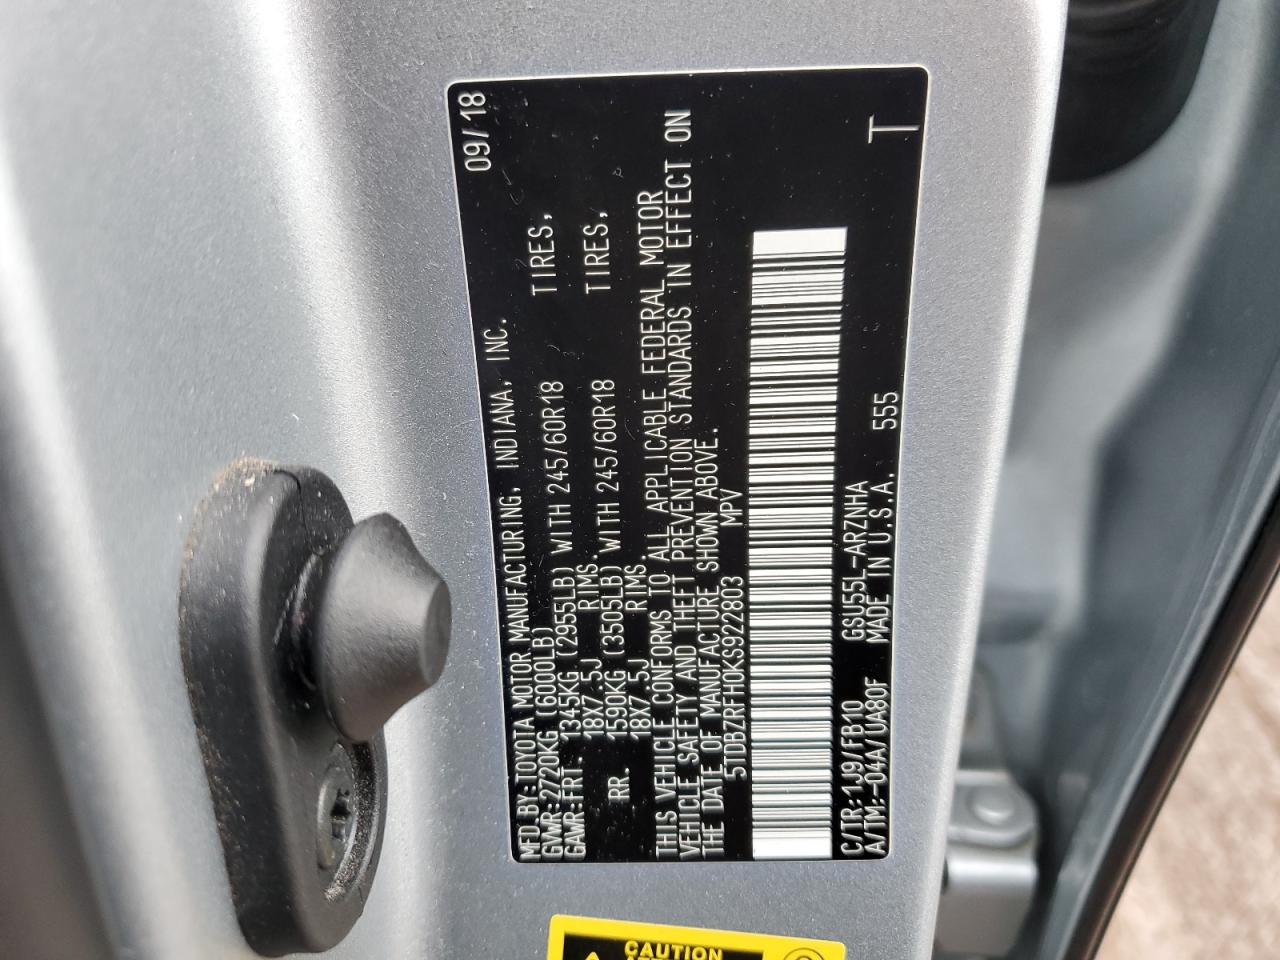 MFD BY:TOYOTA MOTOR MANUFACTURING, INDIANA, INC. 09/18
GVWR:2720KG (6000LB)
GAWR:FRT. 1345KG (2955LB) WITH 245/60R18 TIRES,
18X7.5J RIMS.
RR. 1590KG (3505LB) WITH 245/60R18 TIRES,
18X7.5J RIMS.
THIS VEHICLE CONFORMS TO ALL APPLICABLE FEDERAL MOTOR
VEHICLE SAFETY AND THEFT PREVENTION STANDARDS IN EFFECT ON
THE DATE OF MANUFACTURE SHOWN ABOVE.
5TDBZRFH0KS922803 MPV
C/TR:1J9/FB10 GSU55L-ARZNHA T
A/TM:-04A/UA80F MADE IN U.S.A. 555
CAUTION